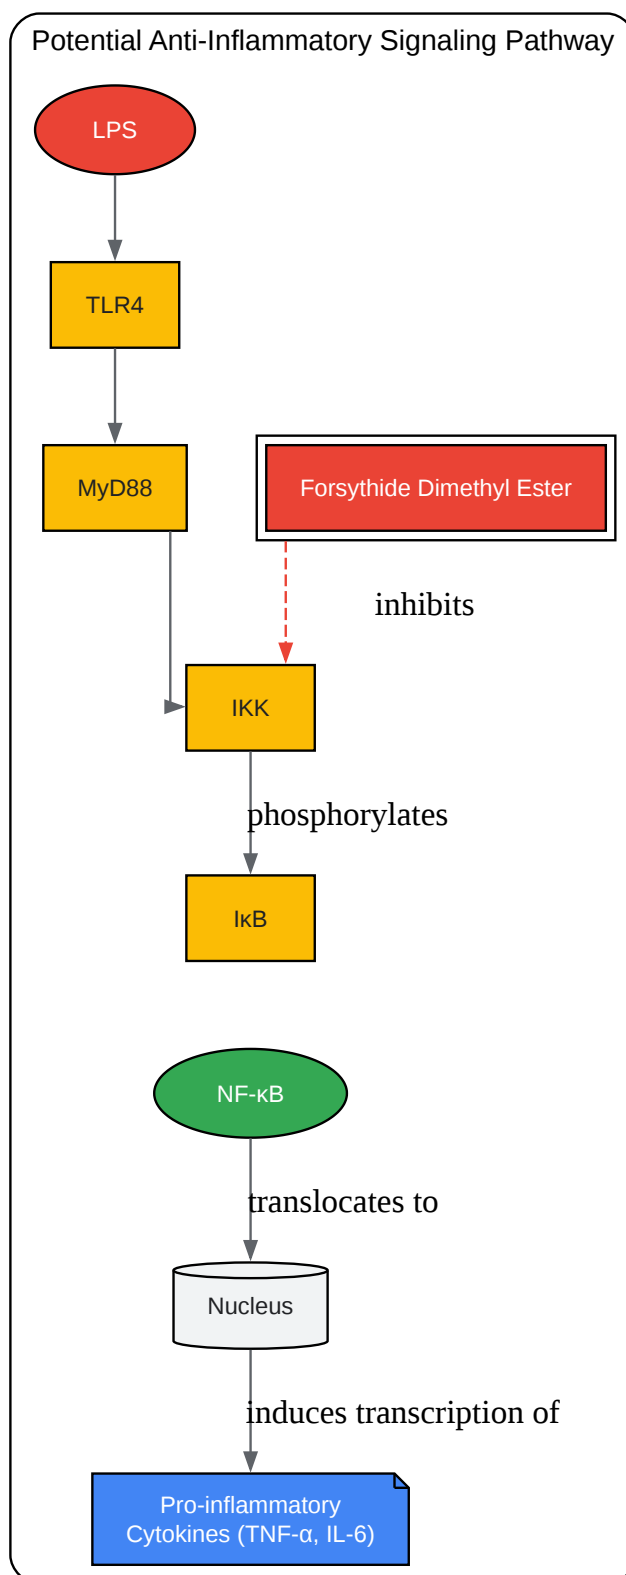 Potential Anti-Inflammatory Signaling Pathway
LPS
TLR4
MyD88
Forsythide Dimethyl Ester
inhibits
IKK
phosphorylates
IκB
NF-κB
translocates to
Nucleus
induces transcription of
Pro-inflammatory
Cytokines (TNF-α, IL-6)